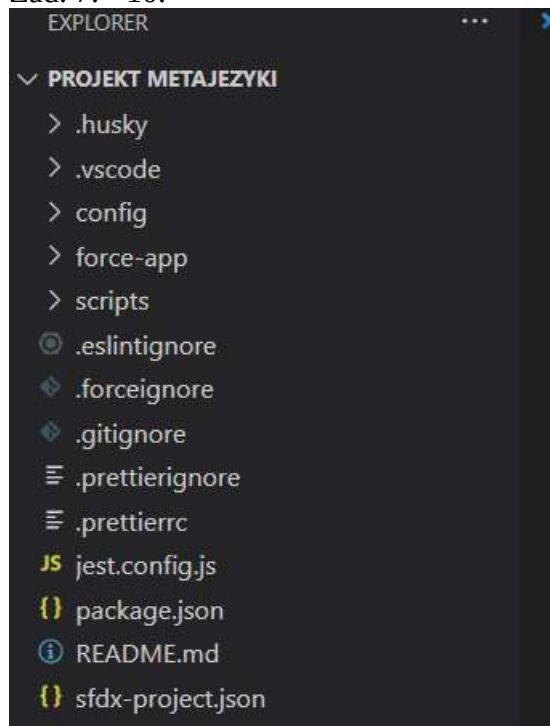 EXPLORER ...
PROJEKT METAJEZYKI
.husky
.vscode
config
force-app
scripts
.eslintignore
.forceignore
.gitignore
.prettierignore
.prettierrc
JS jest.config.js
{} package.json
README.md
{} sfdx-project.json